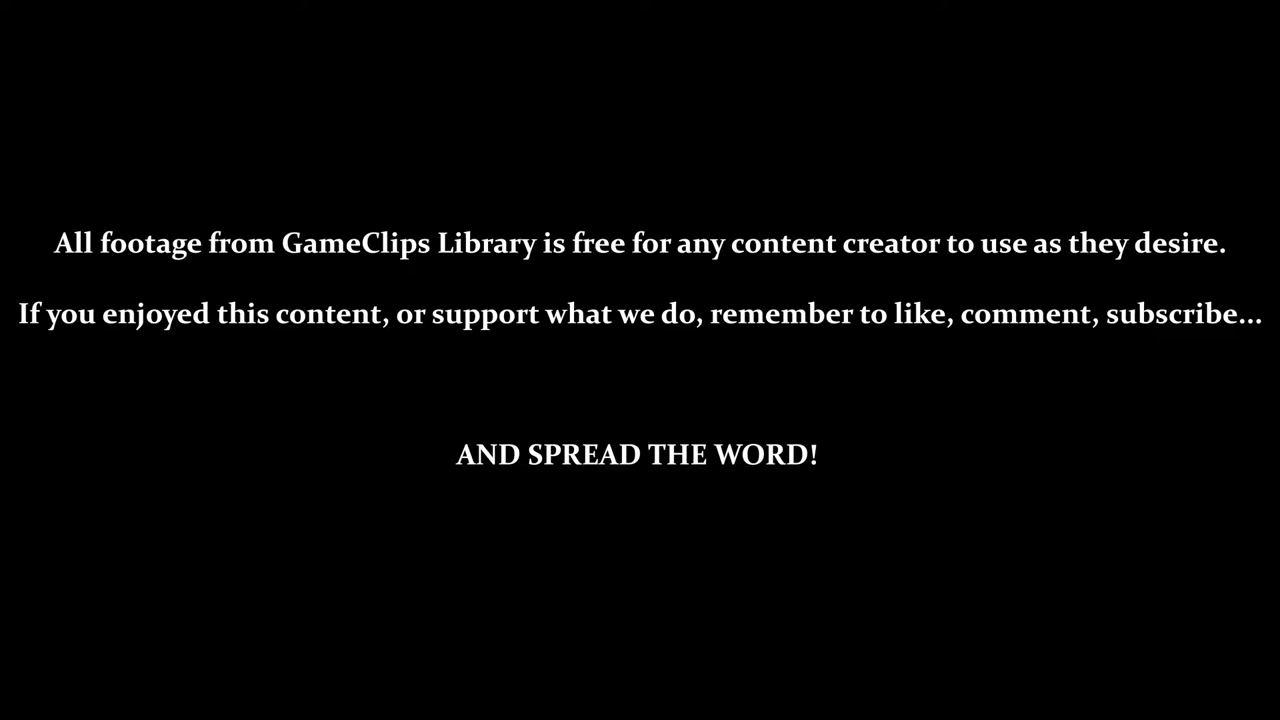 All footage from GameClips Library is free for any content creator to use as they desire.
If you enjoyed this content, or support what we do, remember to like, comment, subscribe...
AND SPREAD THE WORD!